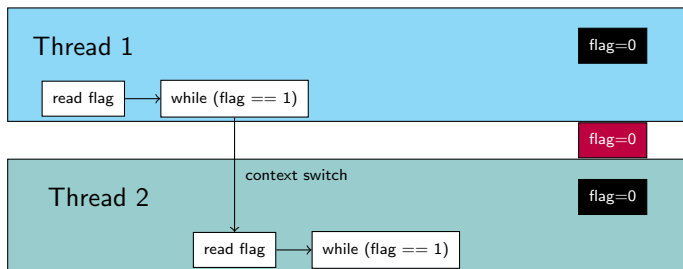 Thread 1
flag=0
read flag
while (flag == 1)
flag=0
context switch
Thread 2
flag=0
read flag
while (flag == 1)